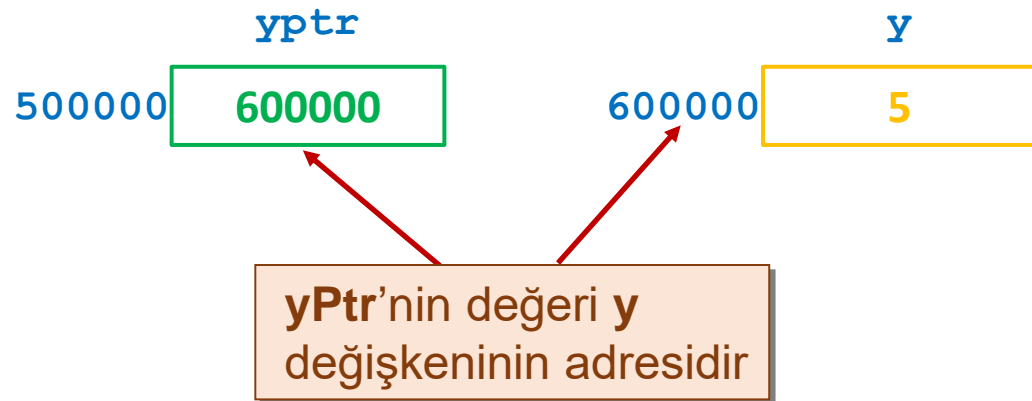 yptr y
500000 600000 600000 5
yPtr’nin değeri y
değişkeninin adresidir